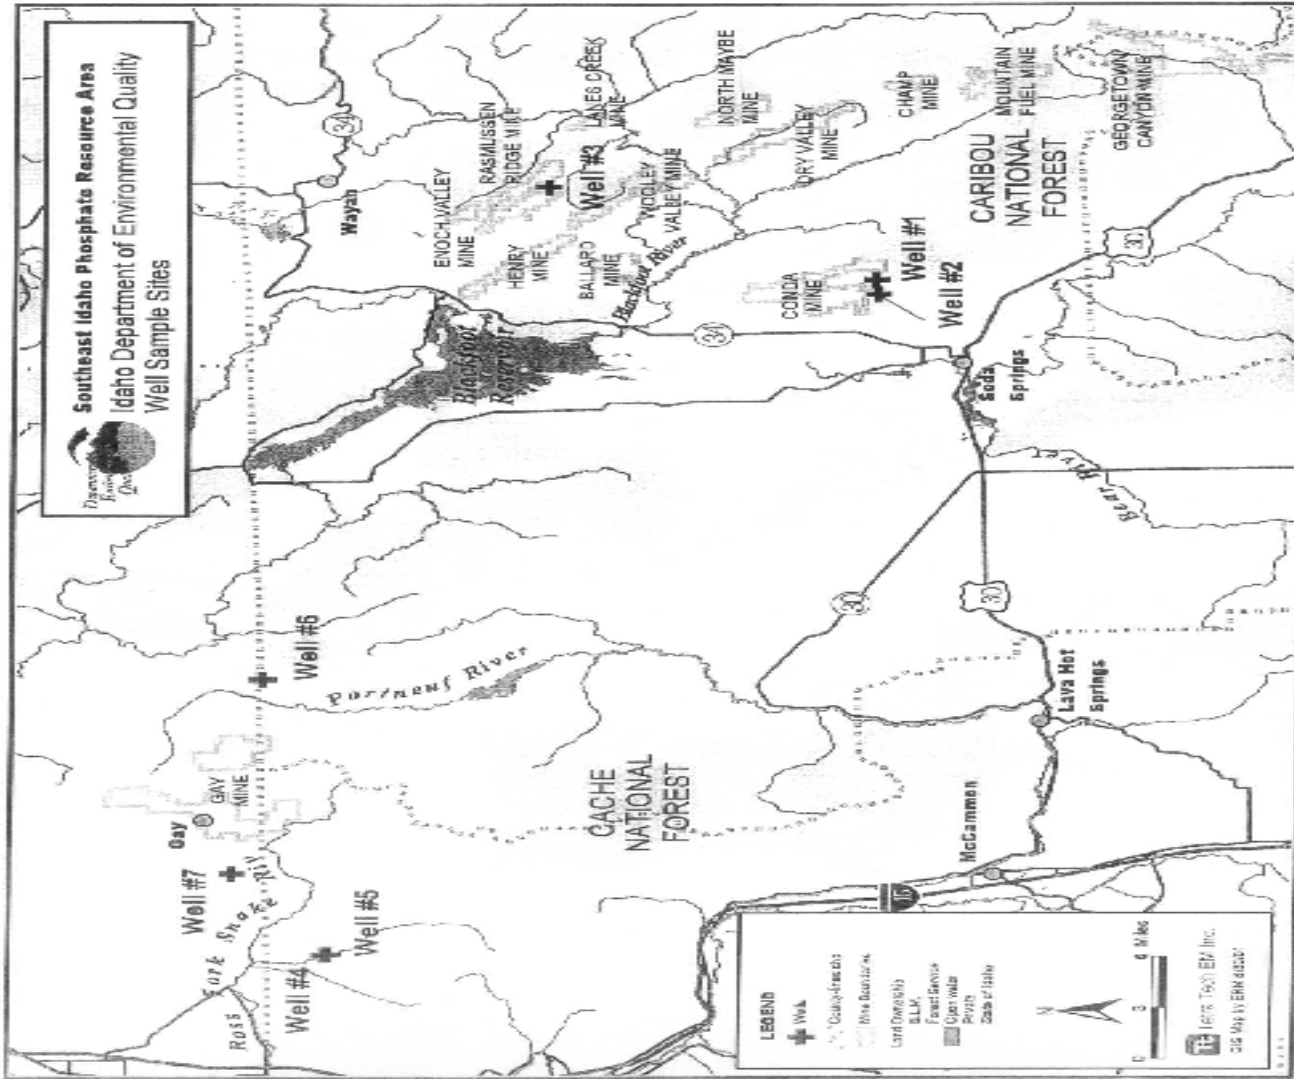 Southeast Idaho Phosphate Resource Area
Idaho Department of Environmental Quality
Well Sample Sites
34
Wayan
ENOCH VALLEY
MINE
RASMUSSEN
RIDGE MINE
LANES CREEK
MINE
Well #3
HENRY
MINE
BALLARD
MINE
WOOLEY
VALLEY MINE
NORTH MAYBE
MINE
DRY VALLEY
MINE
CHAMP
MINE
MOUNTAIN
FUEL MINE
GEORGETOWN
CANYON MINE
CARIBOU
NATIONAL
FOREST
Blackfoot
Reservoir
Blackfoot River
CONDA
MINE
Well #1
Well #2
34
30
Soda
Springs
Bear River
30
30
Lava Hot
Springs
Portneuf River
Well #6
GAY
MINE
Gay
Well #7
Ross Fork Snake Riv
Well #5
Well #4
CACHE
NATIONAL
FOREST
McCammon
15
LEGEND
Well
Mine Boundaries
Land Ownership
B.L.M.
Forest Service
Open Water
Private
State of Idaho
N
0 3 6 Miles
Tetra Tech EM Inc.